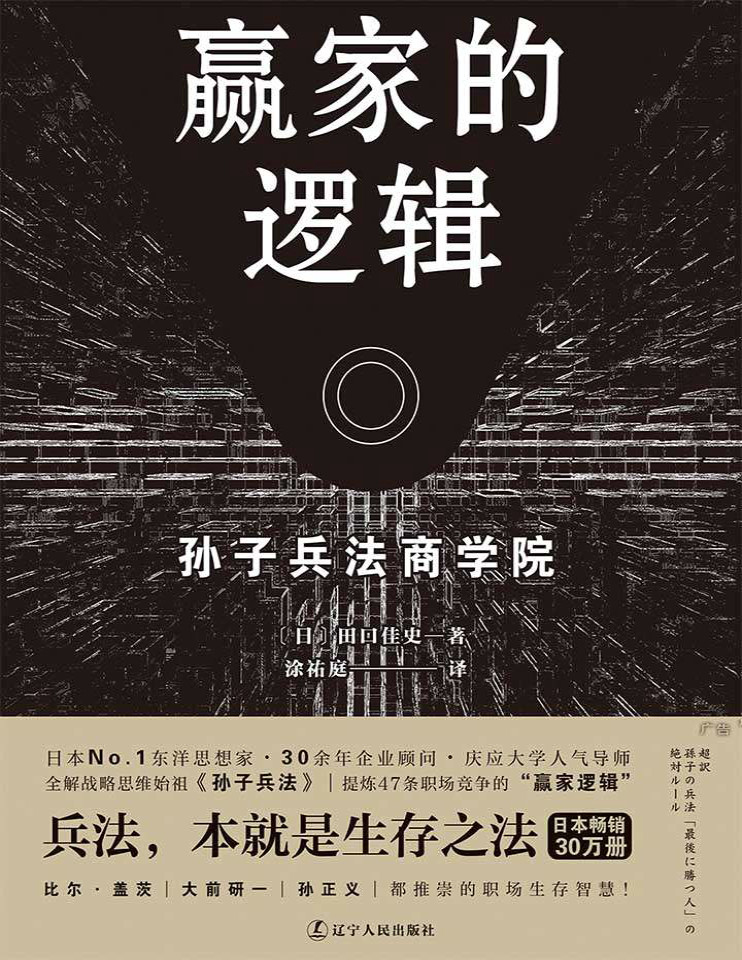 赢家的
逻辑
孙子兵法商学院
〔日〕田口佳史—著
涂祐庭————译
广告
日本No.1东洋思想家·30余年企业顾问·庆应大学人气导师
全解战略思维始祖《孙子兵法》｜提炼47条职场竞争的“赢家逻辑”
兵法，本就是生存之法
日本畅销
30万册
比尔·盖茨｜大前研一｜孙正义｜都推崇的职场生存智慧！
超訳
孫子の兵法「最後に勝つ人」の
絶対ルール
辽宁人民出版社